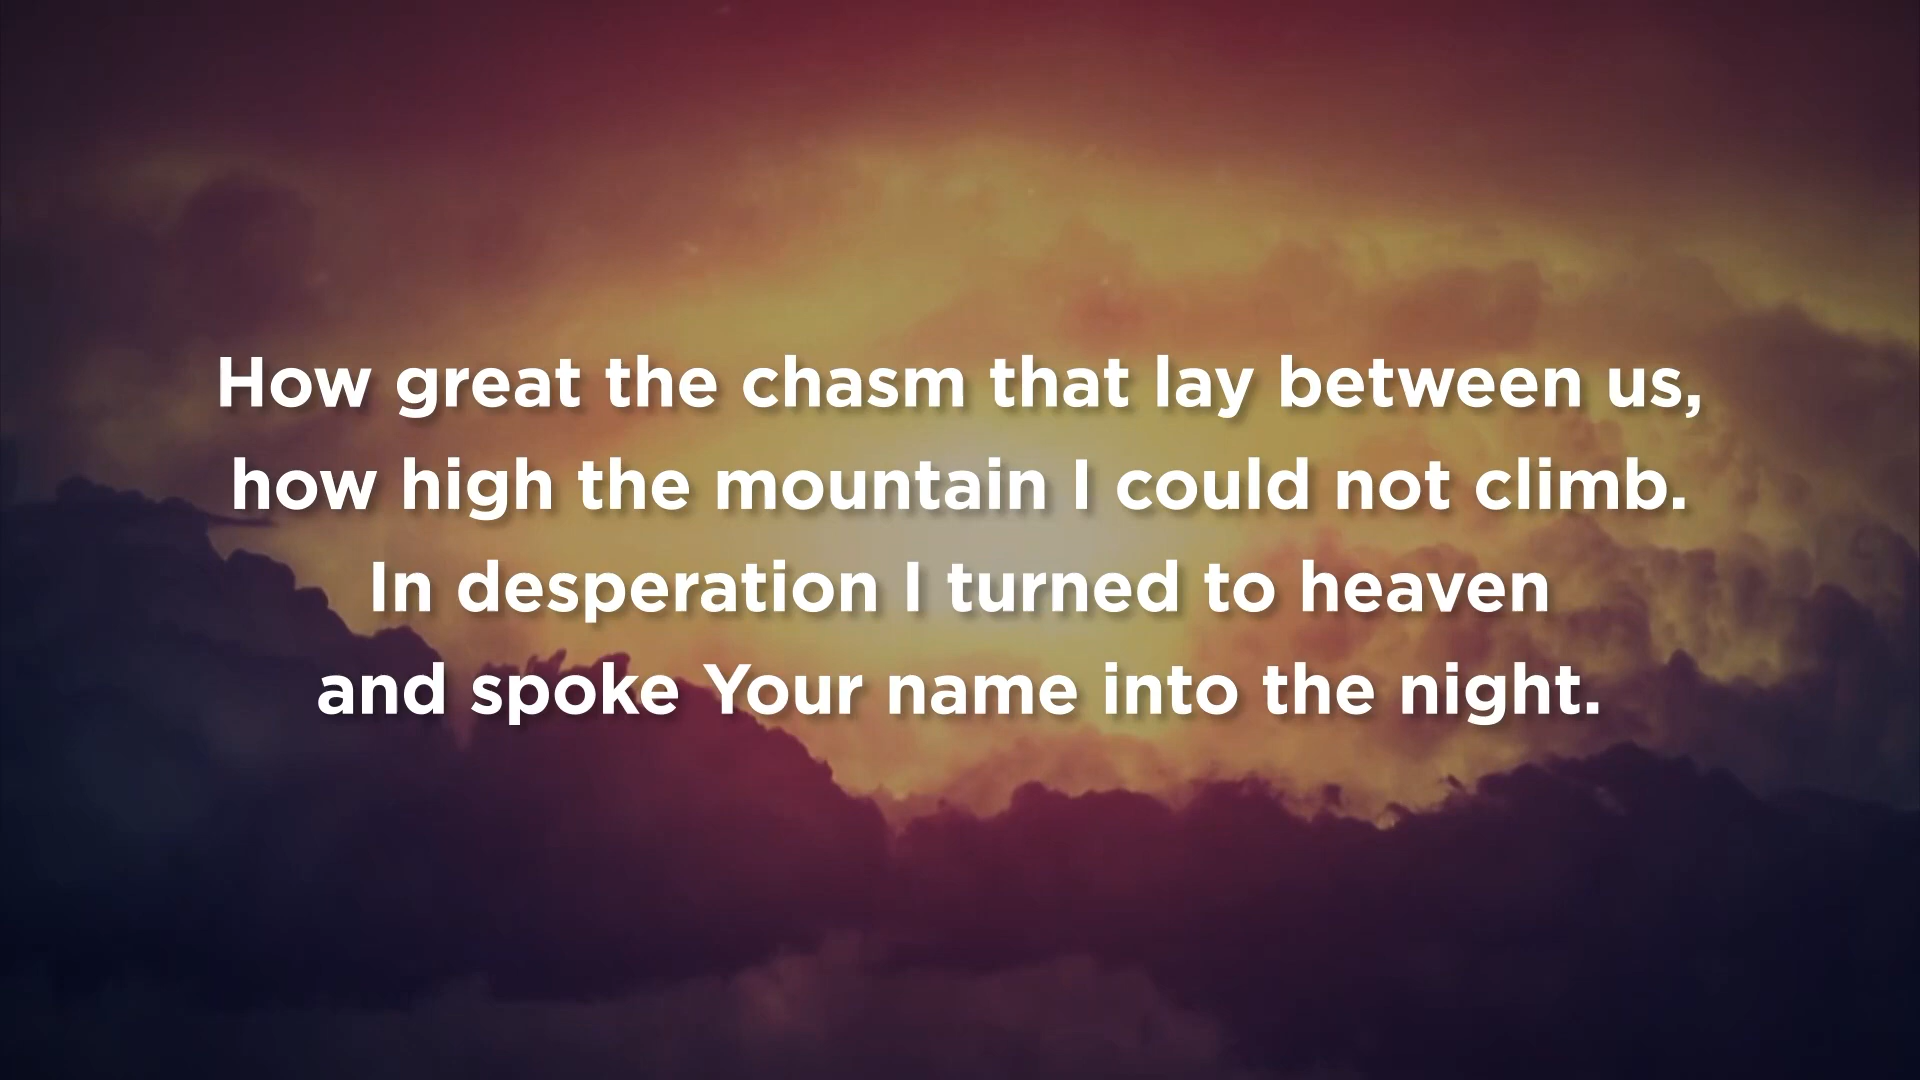 How great the chasm that lay between us,
how high the mountain I could not climb.
In desperation I turned to heaven
and spoke Your name into the night.